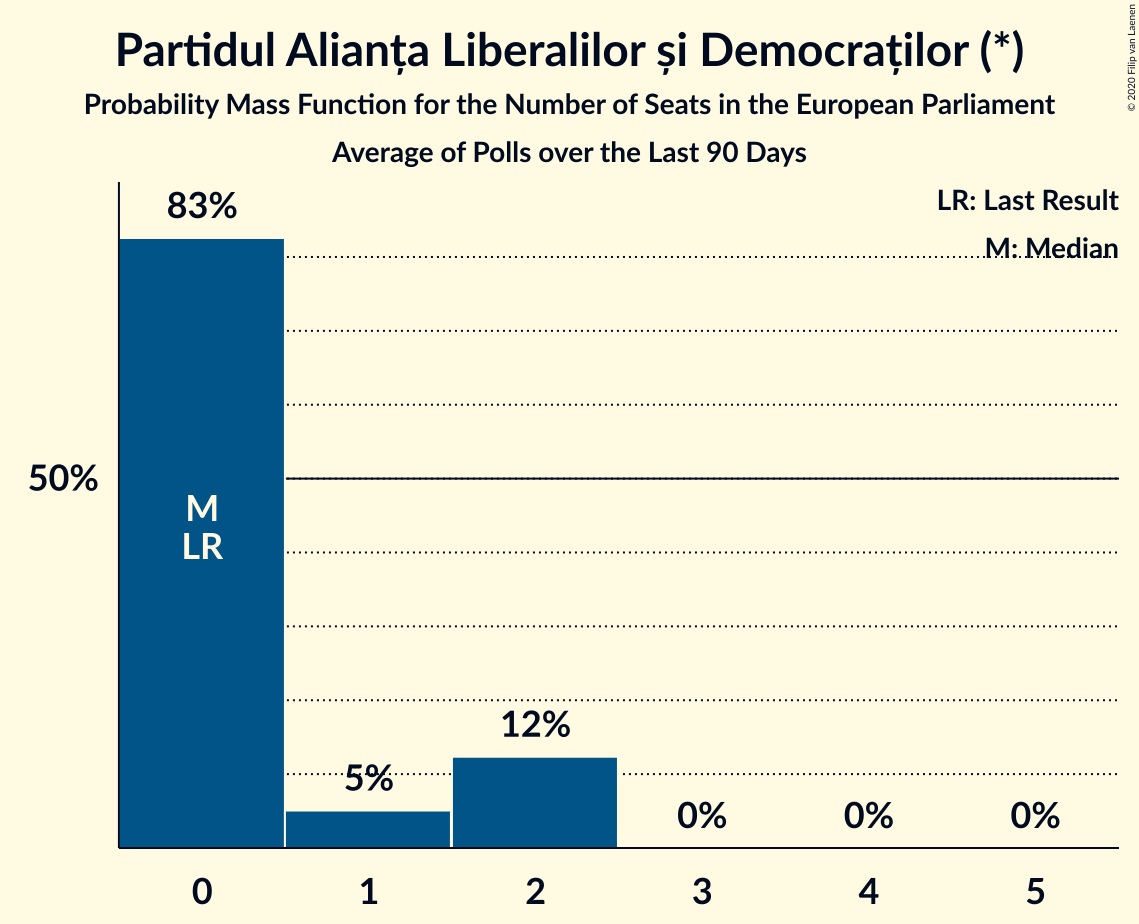 Partidul Alianța Liberalilor și Democraților (*)
Probability Mass Function for the Number of Seats in the European Parliament
Average of Polls over the Last 90 Days
© 2020 Filip van Laenen
LR: Last Result
M: Median
83%
50%
M
LR
12%
5%
0% 0% 0%
0 1 2 3 4 5